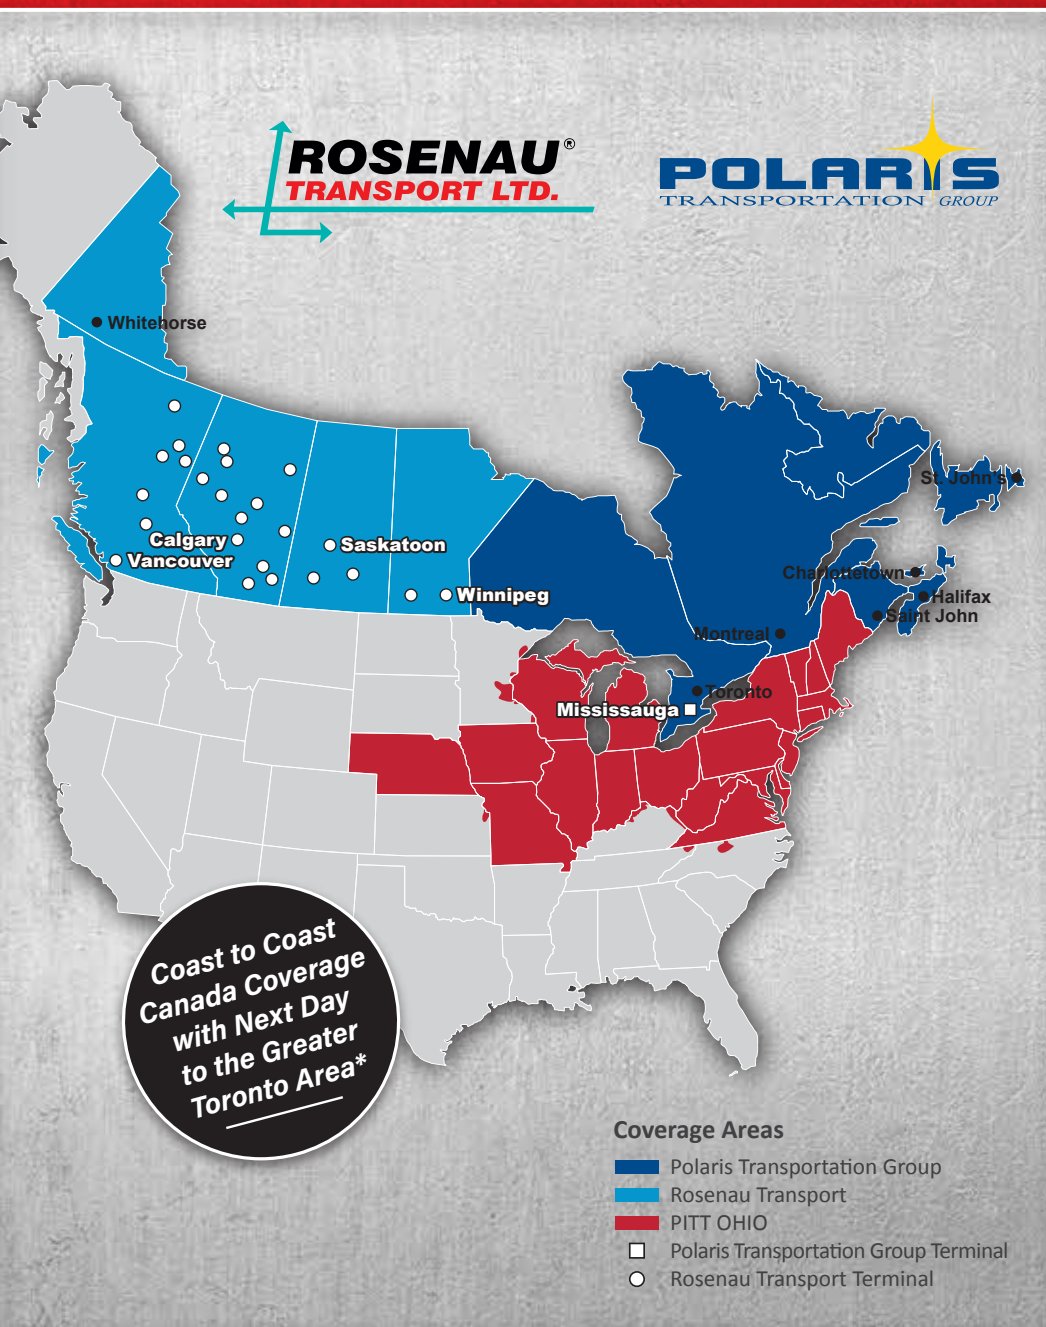 ROSENAU®
TRANSPORT LTD.
POLARIS
TRANSPORTATION GROUP
Whitehorse
St. John's
Calgary
Vancouver
Saskatoon
Winnipeg
Charlottetown
Halifax
Saint John
Montreal
Toronto
Mississauga
Coast to Coast
Canada Coverage
with Next Day
to the Greater
Toronto Area*
Coverage Areas
Polaris Transportation Group
Rosenau Transport
PITT OHIO
Polaris Transportation Group Terminal
Rosenau Transport Terminal